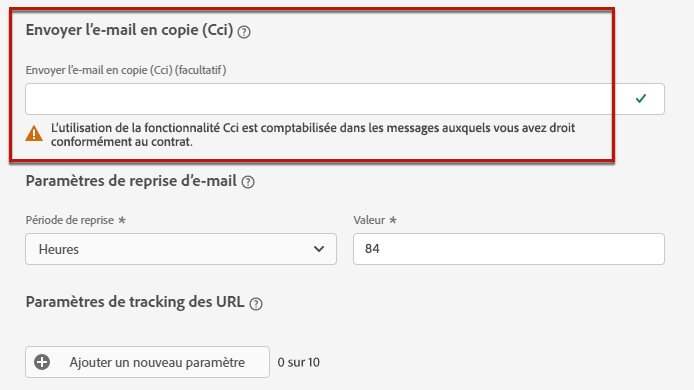 Envoyer l’e-mail en copie (Cci)
Envoyer l’e-mail en copie (Cci) (facultatif)
L’utilisation de la fonctionnalité Cci est comptabilisée dans les messages auxquels vous avez droit
conformément au contrat.
Paramètres de reprise d’e-mail
Période de reprise *
Valeur *
Heures
84
Paramètres de tracking des URL
Ajouter un nouveau paramètre
0 sur 10